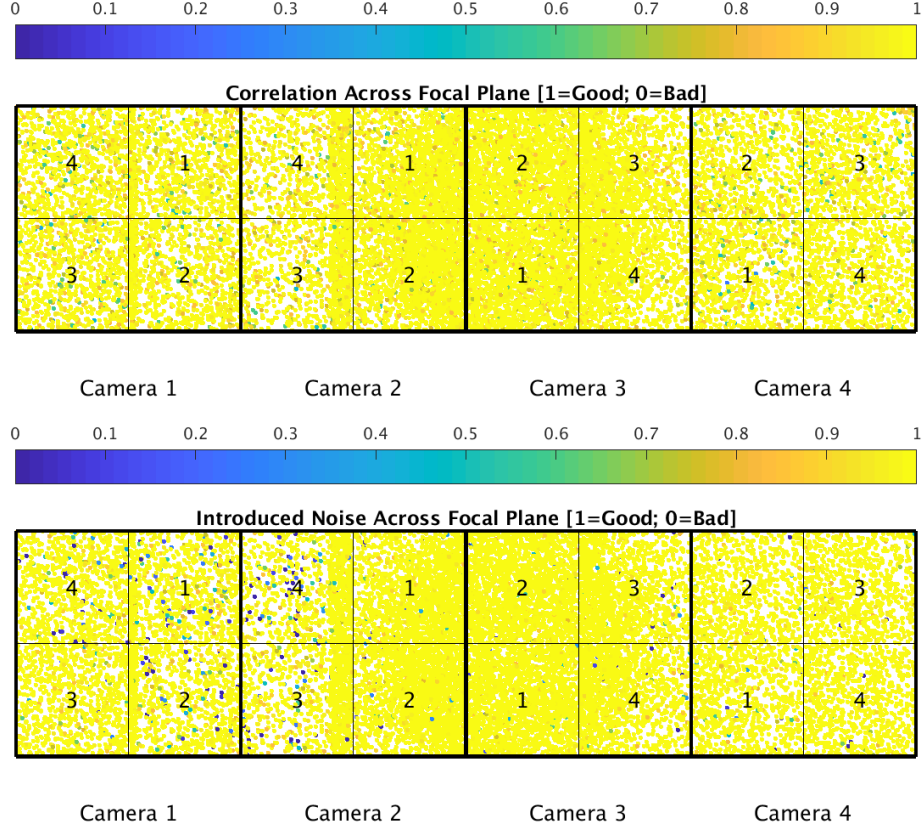 0 0.1 0.2 0.3 0.4 0.5 0.6 0.7 0.8 0.9 1
Correlation Across Focal Plane [1=Good; 0=Bad]
4 1 4 1 2 3 2 3
3 2 3 2 1 4 1 4
Camera 1 Camera 2 Camera 3 Camera 4
0 0.1 0.2 0.3 0.4 0.5 0.6 0.7 0.8 0.9 1
Introduced Noise Across Focal Plane [1=Good; 0=Bad]
4 1 4 1 2 3 2 3
3 2 3 2 1 4 1 4
Camera 1 Camera 2 Camera 3 Camera 4